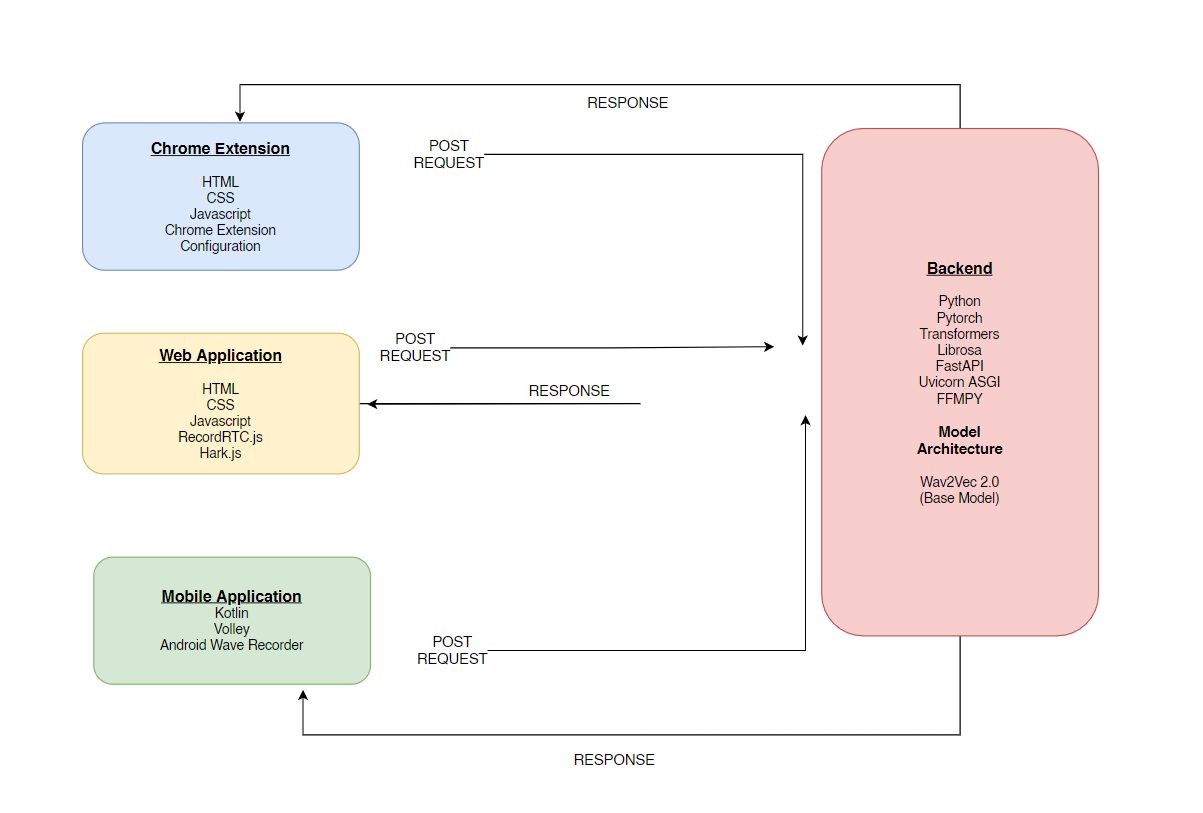 RESPONSE
Chrome Extension
HTML
CSS
Javascript
Chrome Extension
Configuration
POST
REQUEST
Web Application
HTML
CSS
Javascript
RecordRTC.js
Hark.js
POST
REQUEST
RESPONSE
Mobile Application
Kotlin
Volley
Android Wave Recorder
POST
REQUEST
RESPONSE
Backend
Python
Pytorch
Transformers
Librosa
FastAPI
Uvicorn ASGI
FFMPY
Model
Architecture
Wav2Vec 2.0
(Base Model)